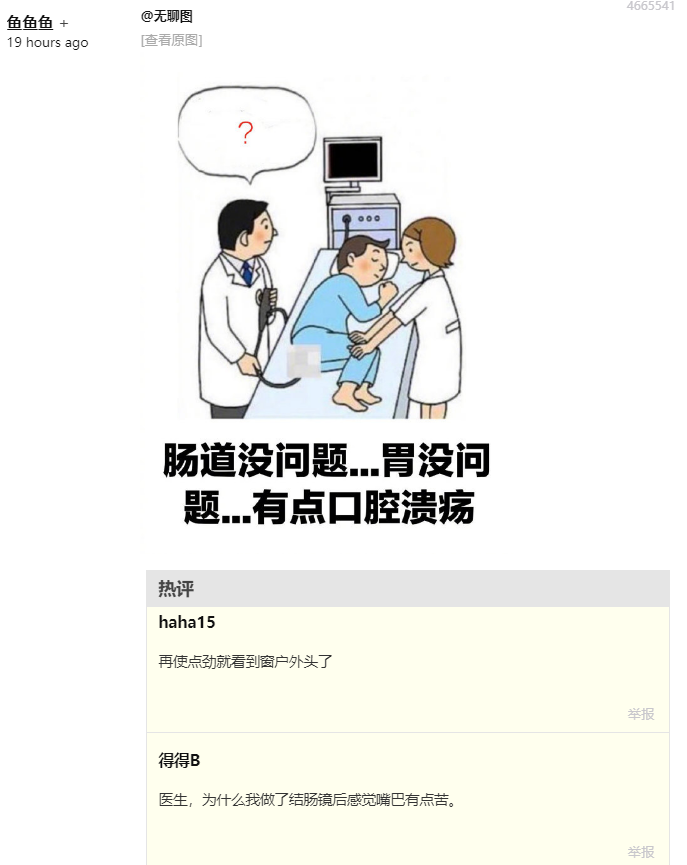 4665541
鱼鱼鱼 +
19 hours ago
@无聊图
[查看原图]
?
肠道没问题...胃没问
题...有点口腔溃疡
热评
haha15
再使点劲就看到窗户外头了
举报
得得B
医生，为什么我做了结肠镜后感觉嘴巴有点苦。
举报